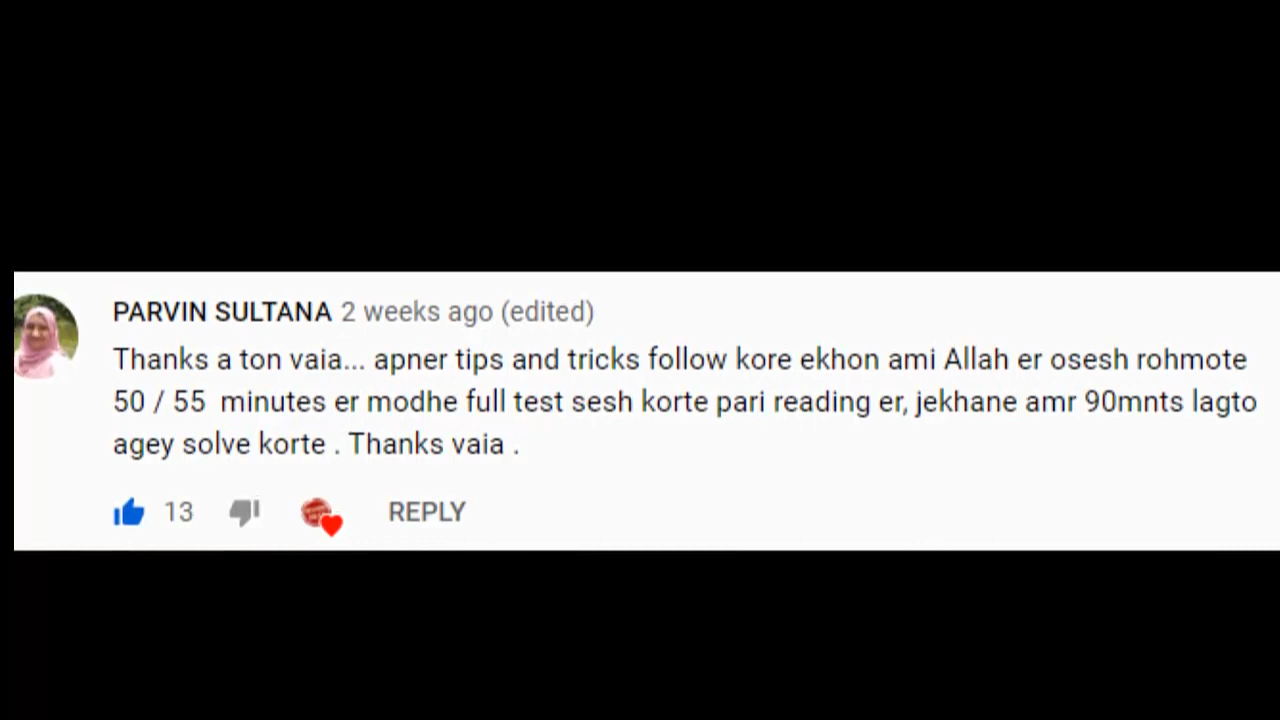 PARVIN SULTANA 2 weeks ago (edited)
Thanks a ton vaia... apner tips and tricks follow kore ekhon ami Allah er osesh rohmote
50 / 55 minutes er modhe full test sesh korte pari reading er, jekhane amr 90mnts lagto
agey solve korte . Thanks vaia .
13 REPLY